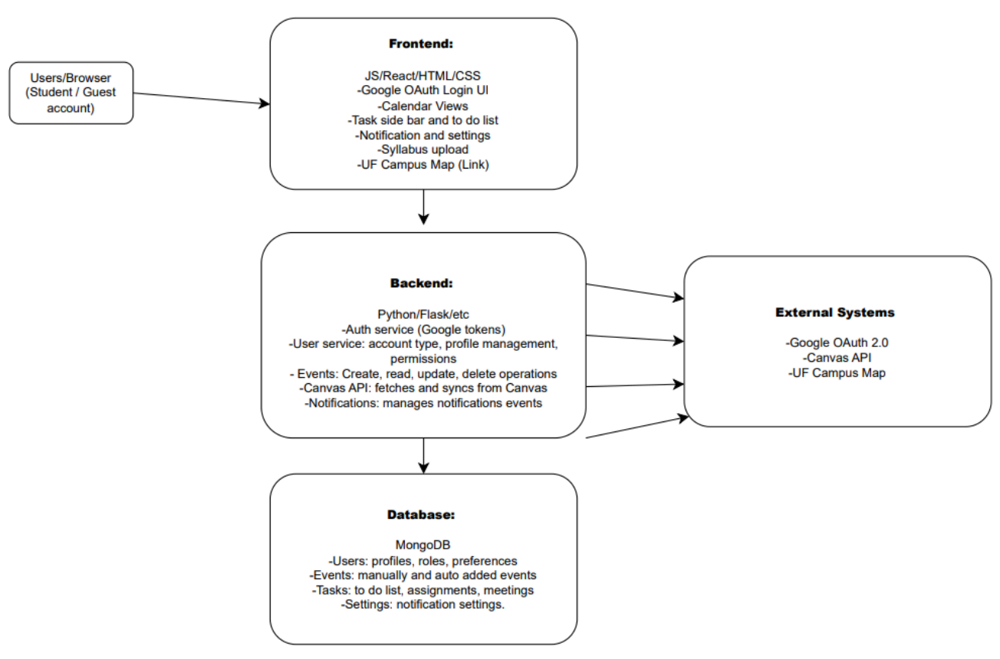 Users/Browser
(Student / Guest
account)
Frontend:
JS/React/HTML/CSS
-Google OAuth Login UI
-Calendar Views
-Task side bar and to do list
-Notification and settings
-Syllabus upload
-UF Campus Map (Link)
Backend:
Python/Flask/etc
-Auth service (Google tokens)
-User service: account type, profile management,
permissions
- Events: Create, read, update, delete operations
-Canvas API: fetches and syncs from Canvas
-Notifications: manages notifications events
External Systems
-Google OAuth 2.0
-Canvas API
-UF Campus Map
Database:
MongoDB
-Users: profiles, roles, preferences
-Events: manually and auto added events
-Tasks: to do list, assignments, meetings
-Settings: notification settings.